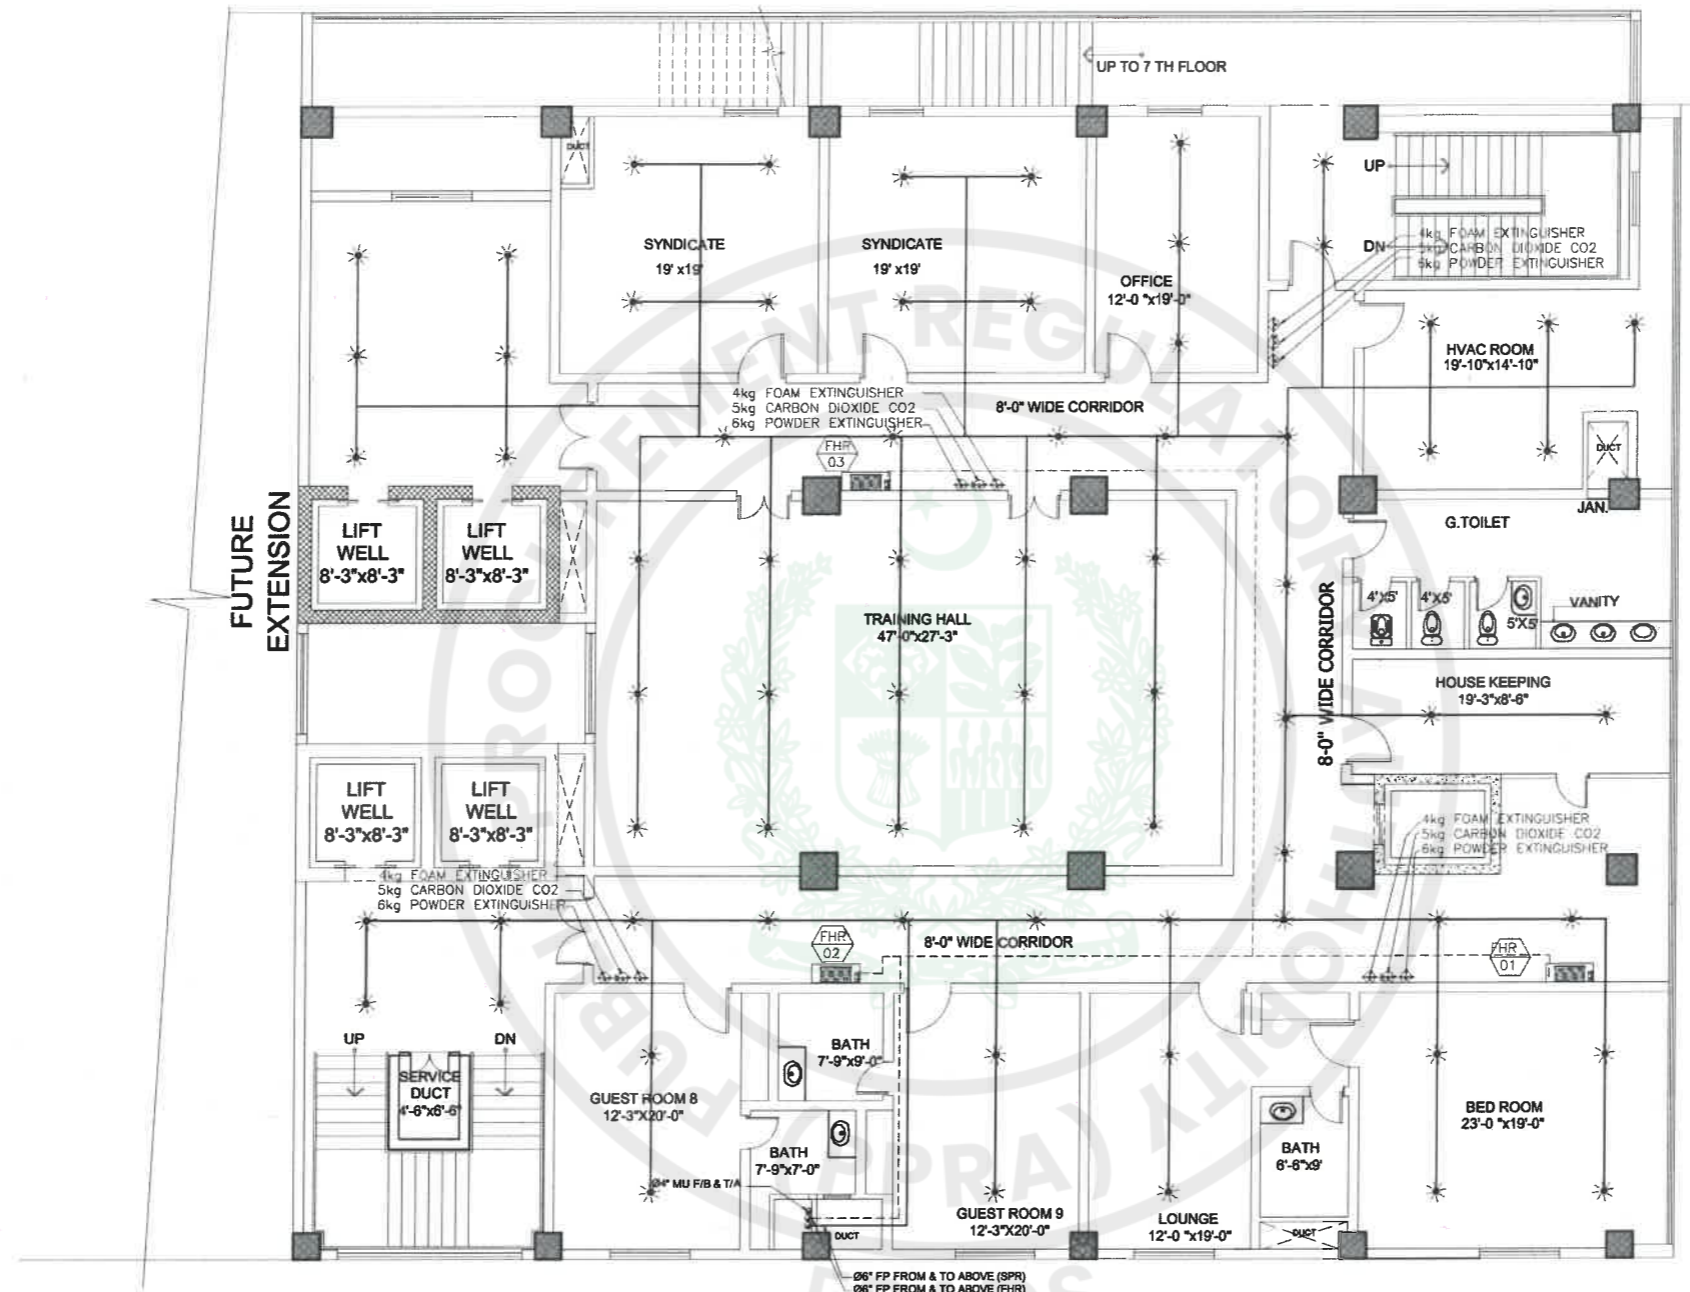 UP TO 7 TH FLOOR
DUCT
UP
SYNDICATE
19' x19'
SYNDICATE
19' x19'
DN
4kg FOAM EXTINGUISHER
5kg CARBON DIOXIDE CO2
6kg POWDER EXTINGUISHER
OFFICE
12'-0 "x19'-0"
HVAC ROOM
19'-10"x14'-10"
4kg FOAM EXTINGUISHER
5kg CARBON DIOXIDE CO2
6kg POWDER EXTINGUISHER
8'-0" WIDE CORRIDOR
FHR
03
DUCT
JAN.
G.TOILET
FUTURE
EXTENSION
LIFT
WELL
8'-3"x8'-3"
LIFT
WELL
8'-3"x8'-3"
TRAINING HALL
47'-0"x27'-3"
8-0" WIDE CORRIDOR
4'X5'
4'X5'
5'X5'
VANITY
HOUSE KEEPING
19'-3"x8'-6"
LIFT
WELL
8'-3"x8'-3"
LIFT
WELL
8'-3"x8'-3"
4kg FOAM EXTINGUISHER
5kg CARBON DIOXIDE CO2
6kg POWDER EXTINGUISHER
4kg FOAM EXTINGUISHER
5kg CARBON DIOXIDE CO2
6kg POWDER EXTINGUISHER
FHR
02
8'-0" WIDE CORRIDOR
FHR
01
UP
DN
SERVICE
DUCT
4'-6"x6'-6"
BATH
7'-9"x9'-0"
GUEST ROOM 8
12'-3"X20'-0"
BATH
7'-9"x7'-0"
BATH
6'-6"x9'
BED ROOM
23'-0 "x19'-0"
Ø4" MU F/B & T/A
GUEST ROOM 9
12'-3"X20'-0"
LOUNGE
12'-0 "x19'-0"
DUCT
DUCT
Ø6" FP FROM & TO ABOVE (SPR)
Ø6" FP FROM & TO ABOVE (FHR)
PUBLIC PROCUREMENT REGULATORY AUTHORITY (PPRA)